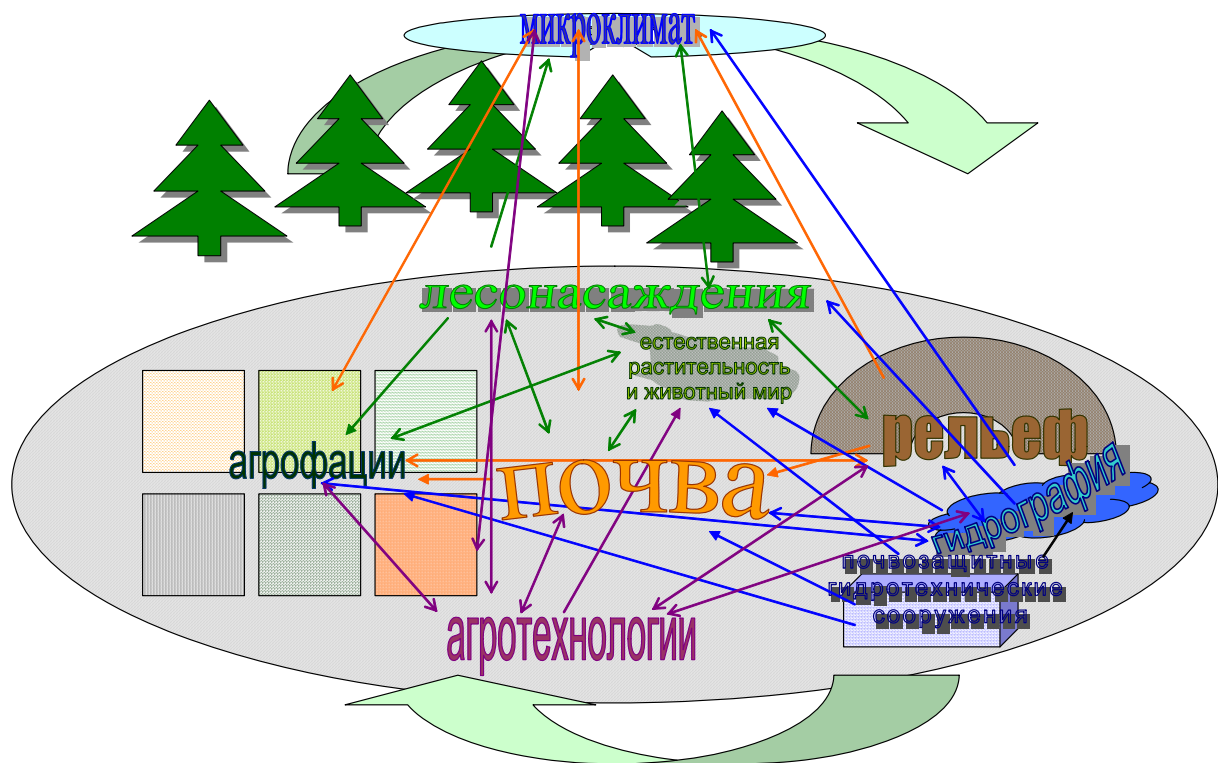 микроклимат
лесонасаждения
естественная
растительность
и животный мир
рельеф
агрофации
почва
гидрография
почвозащитные
гидротехнические
сооружения
агротехнологии